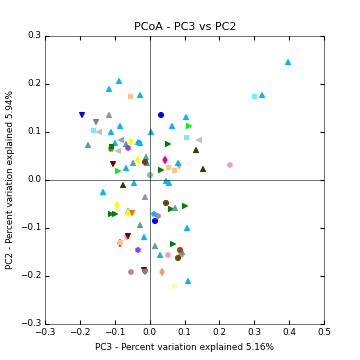 PCoA - PC3 vs PC2
PC2 - Percent variation explained 5.94%
0.3
0.2
0.1
0.0
−0.1
−0.2
−0.3
−0.3 −0.2 −0.1 0.0 0.1 0.2 0.3 0.4 0.5
PC3 - Percent variation explained 5.16%